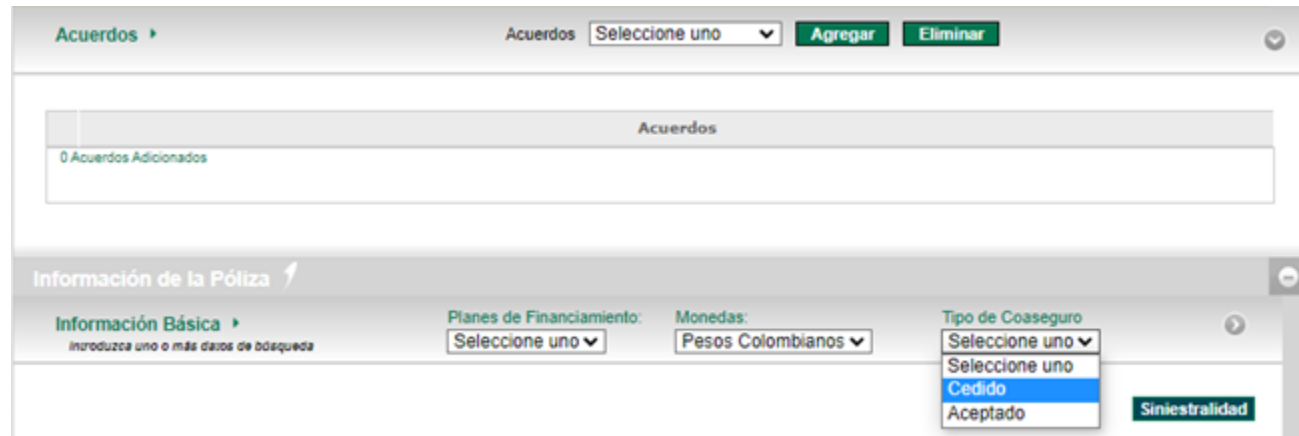 Acuerdos
Acuerdos Seleccione uno Agregar Eliminar
Acuerdos
0 Acuerdos Adicionados
Información de la Póliza
Información Básica
Introduzca uno o más datos de búsqueda
Planes de Financiamiento:
Seleccione uno
Monedas:
Pesos Colombianos
Tipo de Coaseguro
Seleccione uno
Seleccione uno
Cedido
Aceptado
Siniestralidad